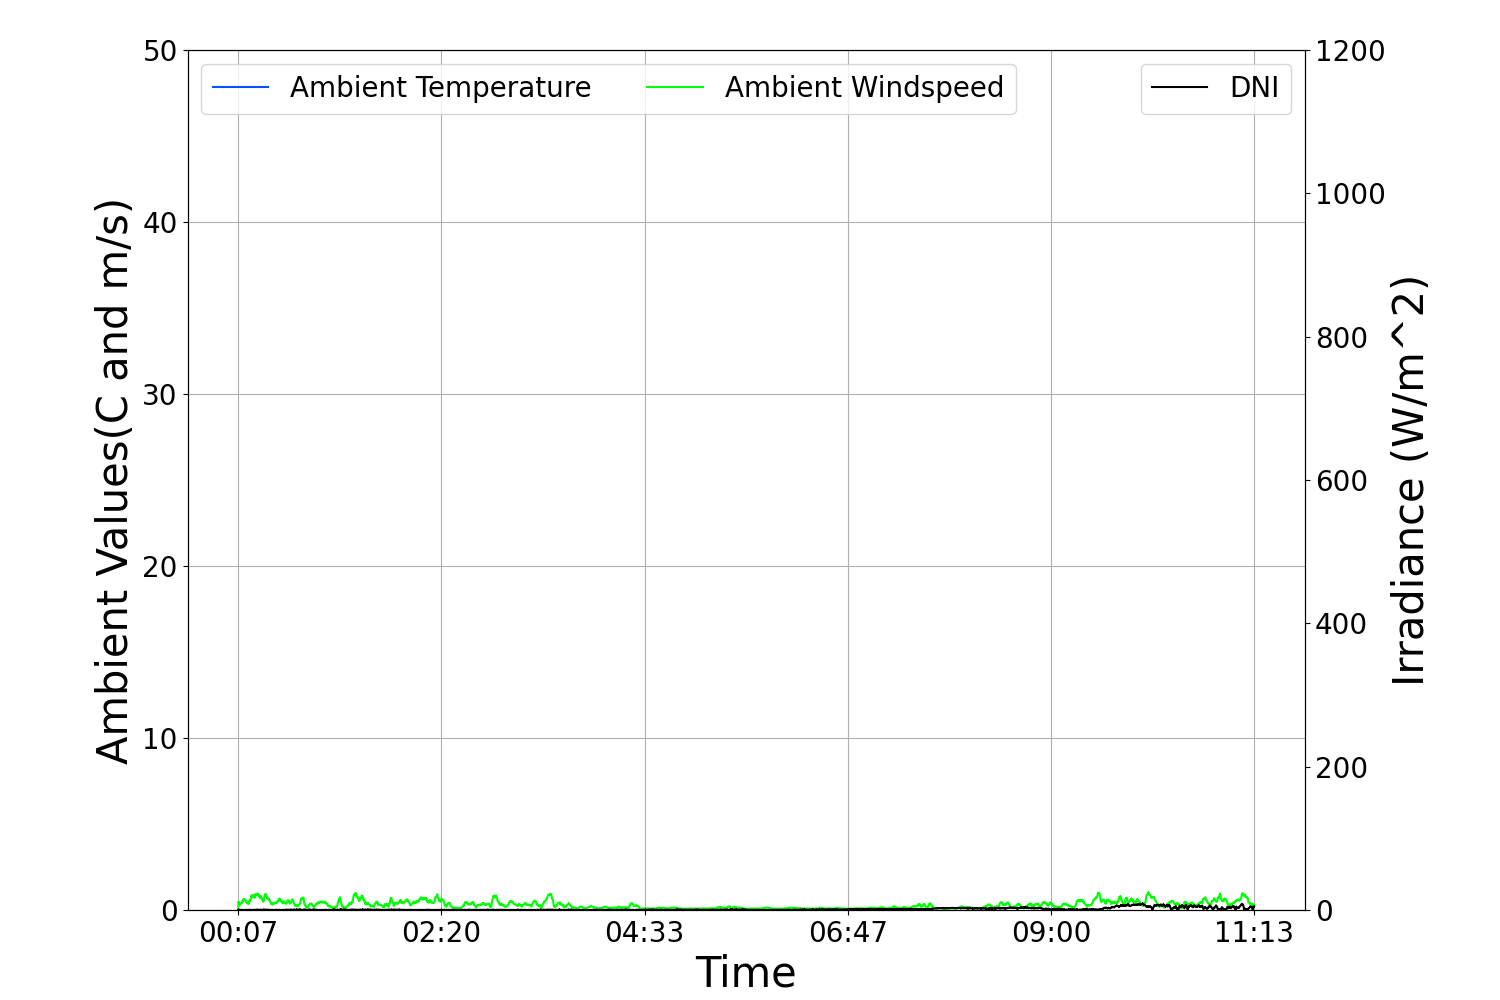 Ambient Temperature
Ambient Windspeed
DNI
Ambient Values(C and m/s)
50
40
30
20
10
0
1200
1000
800
600
400
200
0
Irradiance (W/m^2)
00:07 02:20 04:33 06:47 09:00 11:13
Time